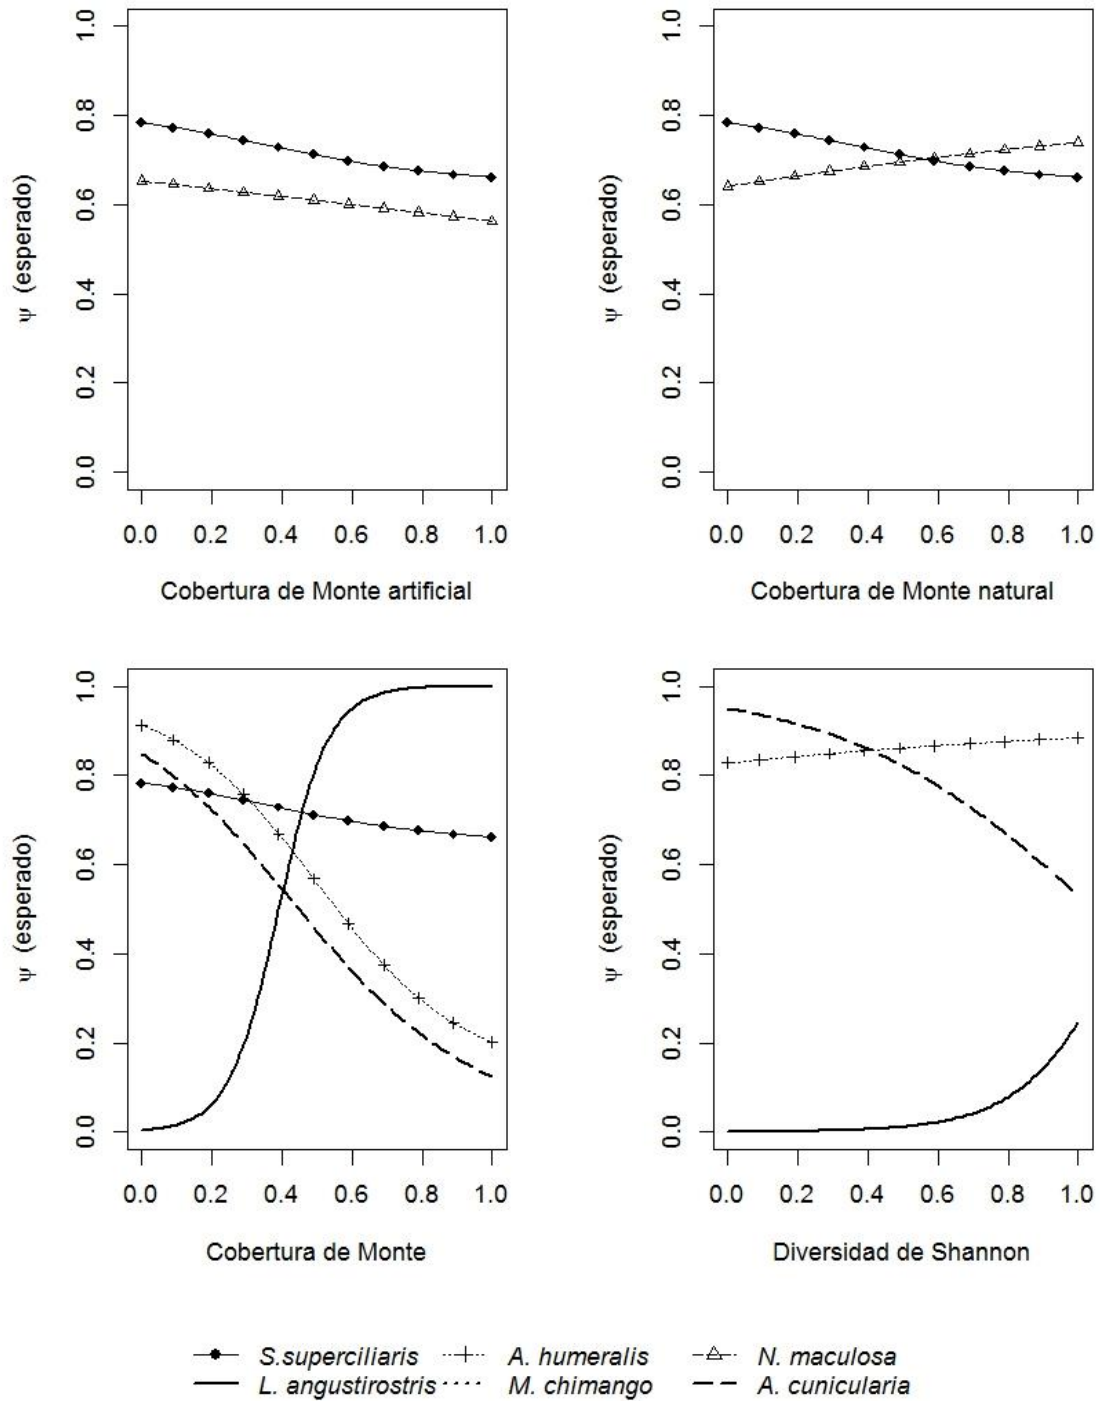 1.0 1.0
0.8 0.8
0.6 0.6
0.4 0.4
0.2 0.2
0.0 0.0
ψ (esperado) ψ (esperado)
0.0 0.2 0.4 0.6 0.8 1.0 0.0 0.2 0.4 0.6 0.8 1.0
Cobertura de Monte artificial Cobertura de Monte natural
1.0 1.0
0.8 0.8
0.6 0.6
0.4 0.4
0.2 0.2
0.0 0.0
ψ (esperado) ψ (esperado)
0.0 0.2 0.4 0.6 0.8 1.0 0.0 0.2 0.4 0.6 0.8 1.0
Cobertura de Monte Diversidad de Shannon
S.superciliaris A. humeralis N. maculosa
L. angustirostris M. chimango A. cunicularia